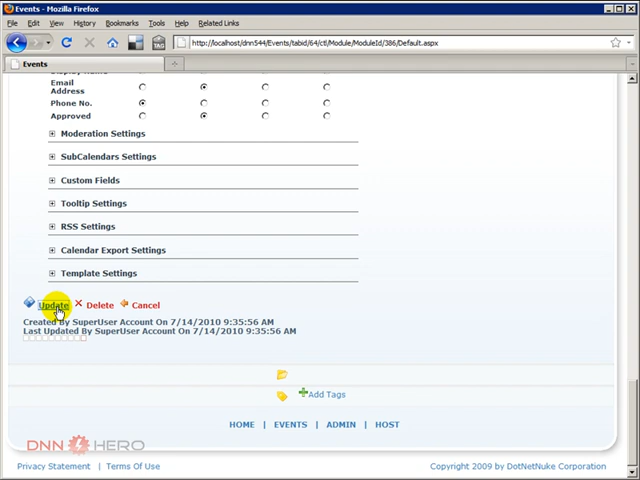 Events - Mozilla Firefox
File Edit View History Bookmarks Tools Help Related Links
http://localhost/dnn544/Events/tabid/64/ctl/Module/ModuleId/386/Default.aspx
Events
Email
Address
Phone No.
Approved
Moderation Settings
SubCalendars Settings
Custom Fields
Tooltip Settings
RSS Settings
Calendar Export Settings
Template Settings
Update Delete Cancel
Created By SuperUser Account On 7/14/2010 9:35:56 AM
Last Updated By SuperUser Account On 7/14/2010 9:35:56 AM
Add Tags
HOME | EVENTS | ADMIN | HOST
DNN HERO
Privacy Statement | Terms Of Use Copyright 2009 by DotNetNuke Corporation